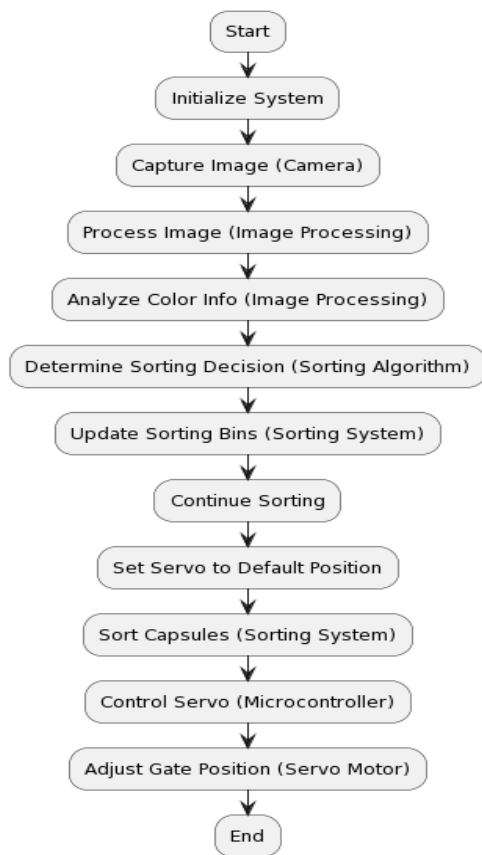 Start
Initialize System
Capture Image (Camera)
Process Image (Image Processing)
Analyze Color Info (Image Processing)
Determine Sorting Decision (Sorting Algorithm)
Update Sorting Bins (Sorting System)
Continue Sorting
Set Servo to Default Position
Sort Capsules (Sorting System)
Control Servo (Microcontroller)
Adjust Gate Position (Servo Motor)
End